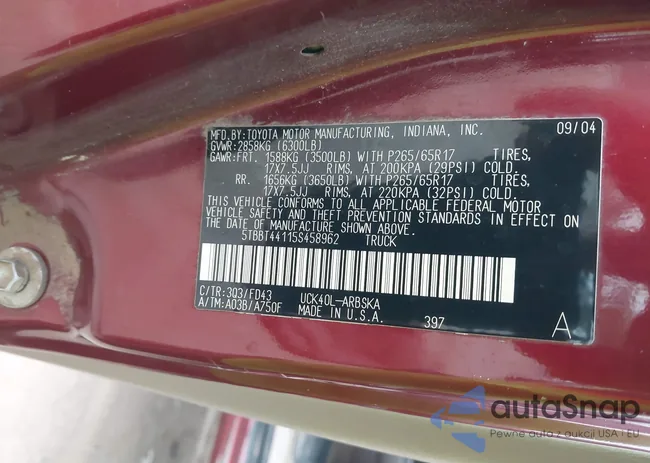 MFD.BY:TOYOTA MOTOR MANUFACTURING, INDIANA, INC. 09/04
GVWR:2858KG (6300LB)
GAWR:FRT. 1588KG (3500LB) WITH P265/65R17 TIRES,
17X7.5JJ RIMS, AT 200KPA (29PSI) COLD.
RR. 1656KG (3650LB) WITH P265/65R17 TIRES,
17X7.5JJ RIMS, AT 220KPA (32PSI) COLD.
THIS VEHICLE CONFORMS TO ALL APPLICABLE FEDERAL MOTOR
VEHICLE SAFETY AND THEFT PREVENTION STANDARDS IN EFFECT ON
THE DATE OF MANUFACTURE SHOWN ABOVE.
5TBBT44115S458962 TRUCK
C/TR:3Q3/FD43 UCK40L-ARBSKA
A/TM:A03B/A750F MADE IN U.S.A. 397 A
autoSnap
Pewne auta z aukcji USA i EU